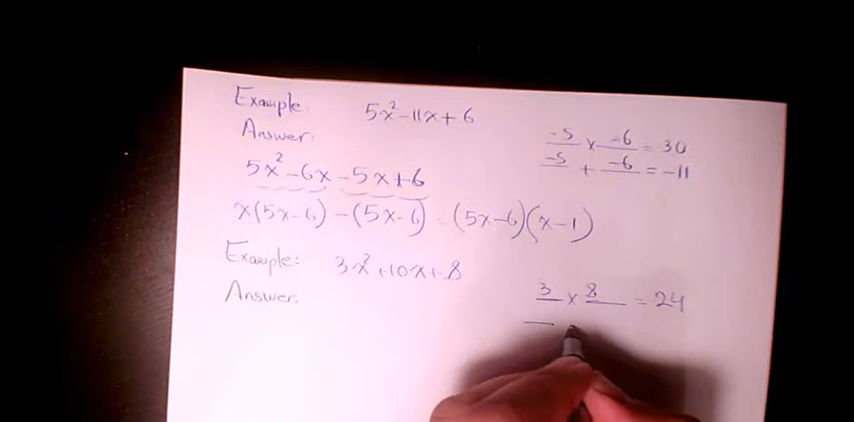 Example: 5x²-11x+6
Answer:
-5 x -6 = 30
-5 + -6 = -11
5x²-6x-5x+6
x(5x-6)-(5x-6)=(5x-6)(x-1)
Example: 3x²+10x+8
Answer.
3 x 8 = 24